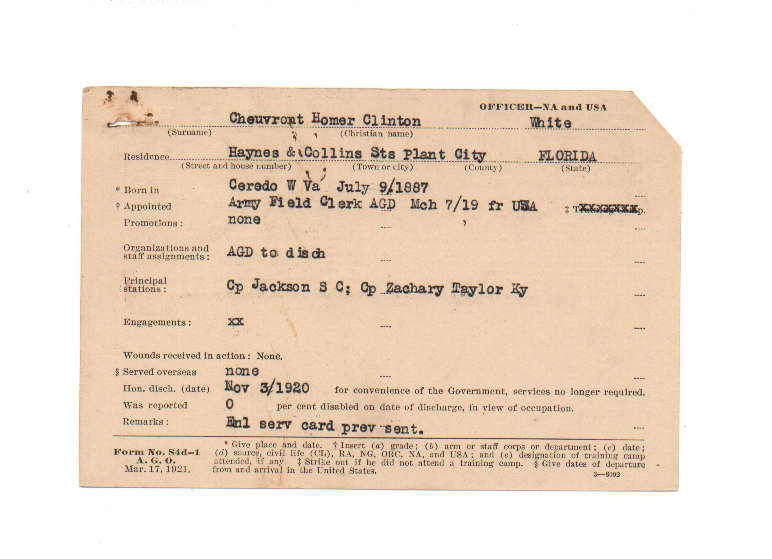 OFFICER—NA and USA
Cheuvront Homer Clinton White
(Surname) (Christian name)
Residence Haynes & Collins Sts Plant City FLORIDA
(Street and house number) (Town or city) (County) (State)
* Born in Ceredo W Va July 9/1887
† Appointed Army Field Clerk AGD Mch 7/19 fr USA ‡ T p.
Promotions: none
Organizations and
staff assignments: AGD to disch
Principal
stations: Cp Jackson S C; Cp Zachary Taylor Ky
Engagements: xx
Wounds received in action: None.
§ Served overseas none
Hon. disch. (date) Nov 3/1920 for convenience of the Government, services no longer required.
Was reported 0 per cent disabled on date of discharge, in view of occupation.
Remarks: Enl serv card prev sent.
Form No. 84d-1
A. G. O.
Mar. 17, 1921.
* Give place and date. † Insert (a) grade; (b) arm or staff corps or department; (c) date;
(d) source, civil life (CL), RA, NG, ORC, NA, and USA; and (e) designation of training camp
attended, if any ‡ Strike out if he did not attend a training camp. § Give dates of departure
from and arrival in the United States.